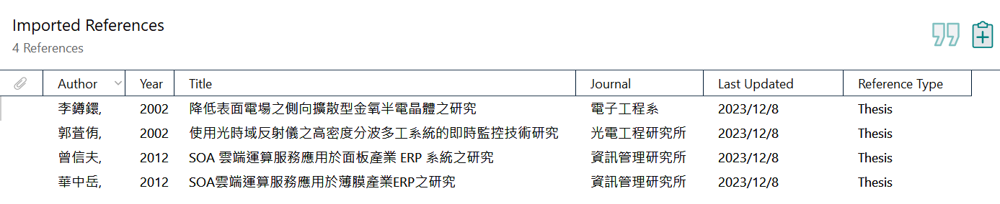 Imported References
4 References
Author Year Title Journal Last Updated Reference Type
李鐏鐶, 2002 降低表面電場之側向擴散型金氧半電晶體之研究 電子工程系 2023/12/8 Thesis
郭萓侑, 2002 使用光時域反射儀之高密度分波多工系統的即時監控技術研究 光電工程研究所 2023/12/8 Thesis
曾信夫, 2012 SOA 雲端運算服務應用於面板產業 ERP 系統之研究 資訊管理研究所 2023/12/8 Thesis
華中岳, 2012 SOA雲端運算服務應用於薄膜產業ERP之研究 資訊管理研究所 2023/12/8 Thesis